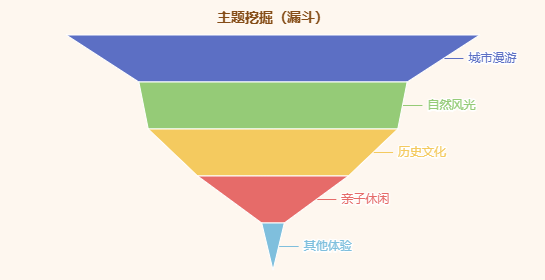 主题挖掘（漏斗）
城市漫游
自然风光
历史文化
亲子休闲
其他体验